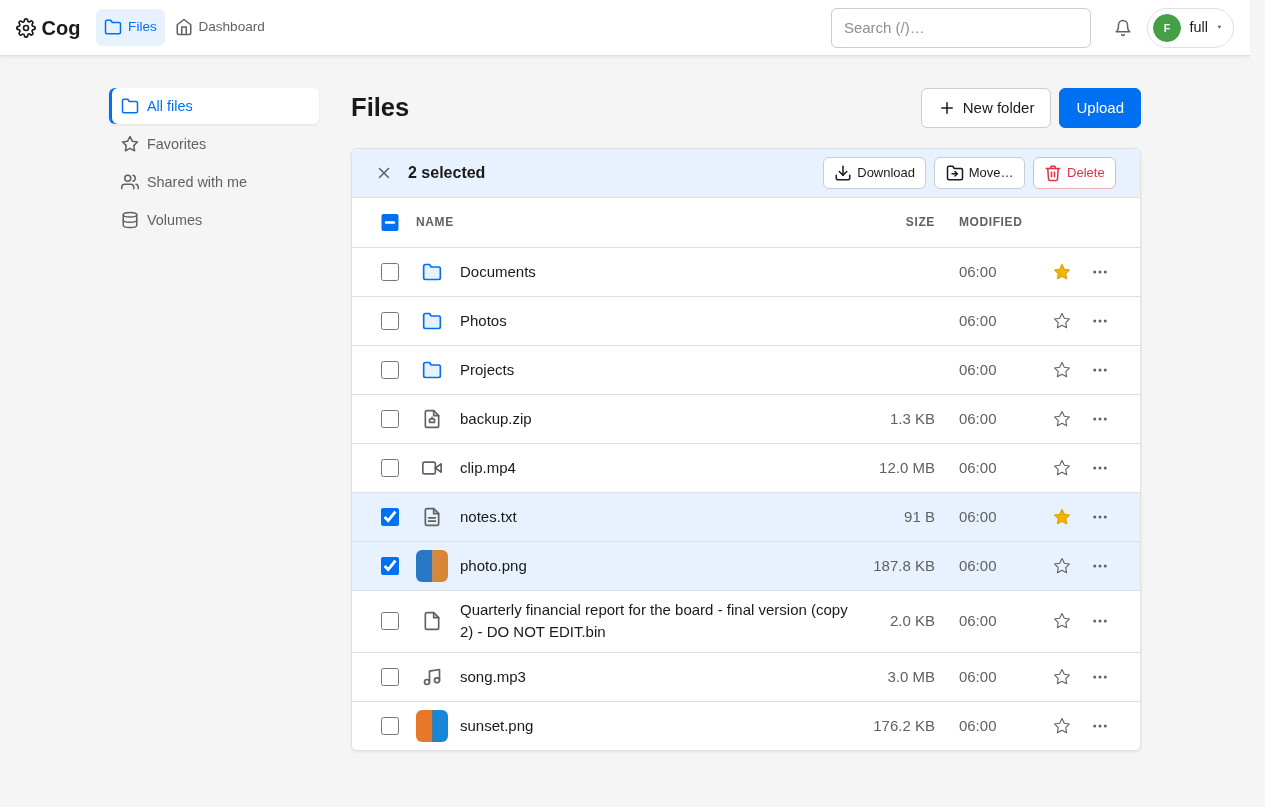 Cog
Files
Dashboard
Search (/)…
F
full
All files
Favorites
Shared with me
Volumes
Files
New folder
Upload
2 selected
Download
Move…
Delete
NAME SIZE MODIFIED
Documents 06:00
Photos 06:00
Projects 06:00
backup.zip 1.3 KB 06:00
clip.mp4 12.0 MB 06:00
notes.txt 91 B 06:00
photo.png 187.8 KB 06:00
Quarterly financial report for the board - final version (copy
2) - DO NOT EDIT.bin 2.0 KB 06:00
song.mp3 3.0 MB 06:00
sunset.png 176.2 KB 06:00